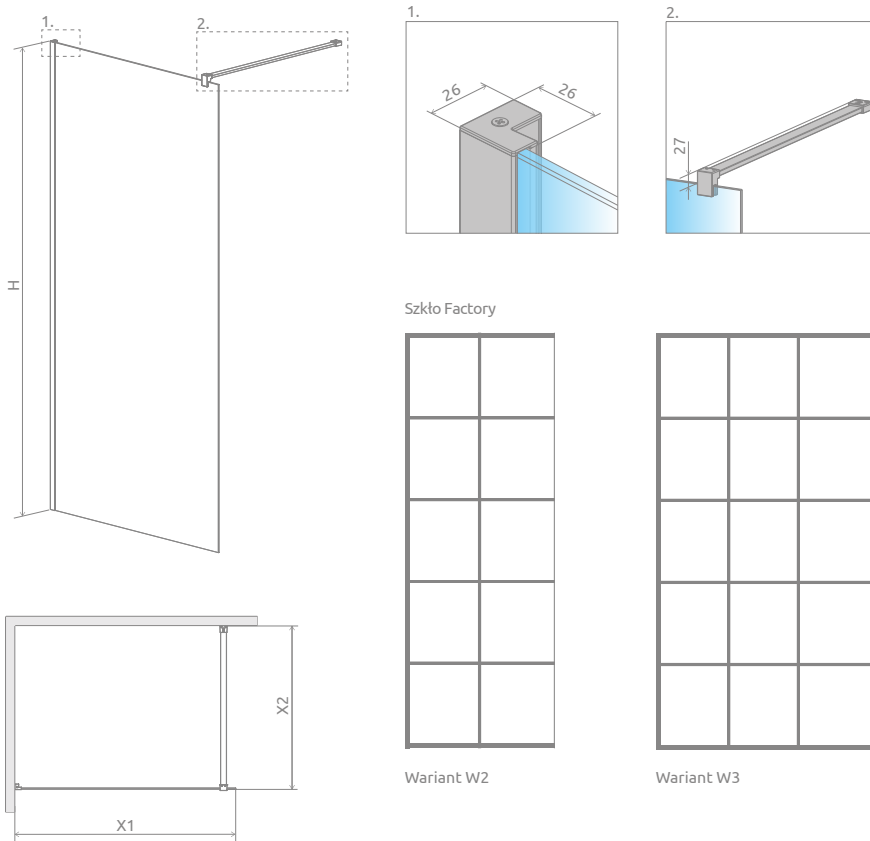 1.
2.
H
X2
X1
1.
26
26
2.
27
Szkło Factory
Wariant W2
Wariant W3